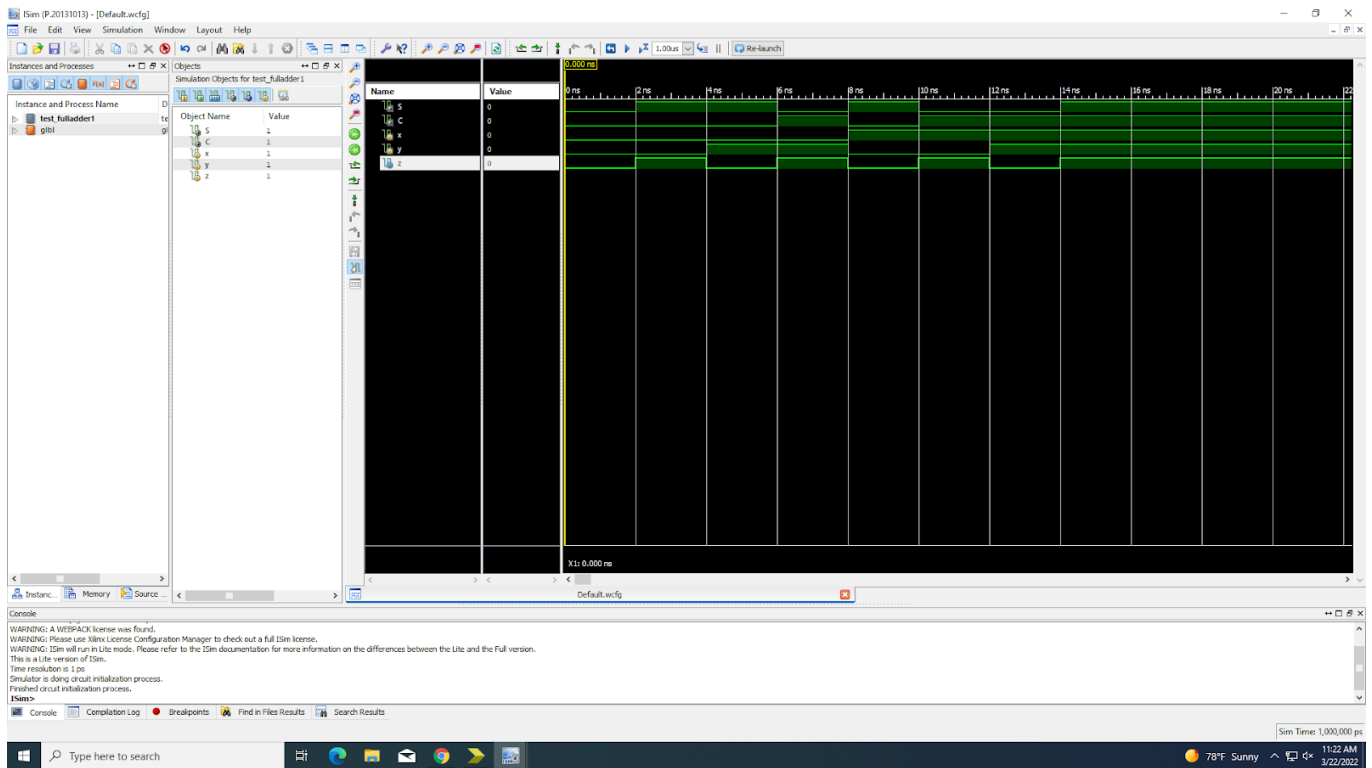 ISim (P.20131013) - [Default.wcfg]
File Edit View Simulation Window Layout Help
1.00us Re-launch
Instances and Processes
Objects
Simulation Objects for test_fulladder1
Instance and Process Name D
test_fulladder1 te
glbl gl
Object Name Value
S 1
C 1
x 1
y 1
z 1
Name Value
S 0
C 0
x 0
y 0
z 0
0.000 ns
0 ns 2 ns 4 ns 6 ns 8 ns 10 ns 12 ns 14 ns 16 ns 18 ns 20 ns 22
X1: 0.000 ns
Instanc... Memory Source ...
Default.wcfg
Console
WARNING: A WEBPACK license was found.
WARNING: Please use Xilinx License Configuration Manager to check out a full ISim license.
WARNING: ISim will run in Lite mode. Please refer to the ISim documentation for more information on the differences between the Lite and the Full version.
This is a Lite version of ISim.
Time resolution is 1 ps
Simulator is doing circuit initialization process.
Finished circuit initialization process.
ISim>
Console Compilation Log Breakpoints Find in Files Results Search Results
Sim Time: 1,000,000 ps
Type here to search
78°F Sunny
11:22 AM
3/22/2022